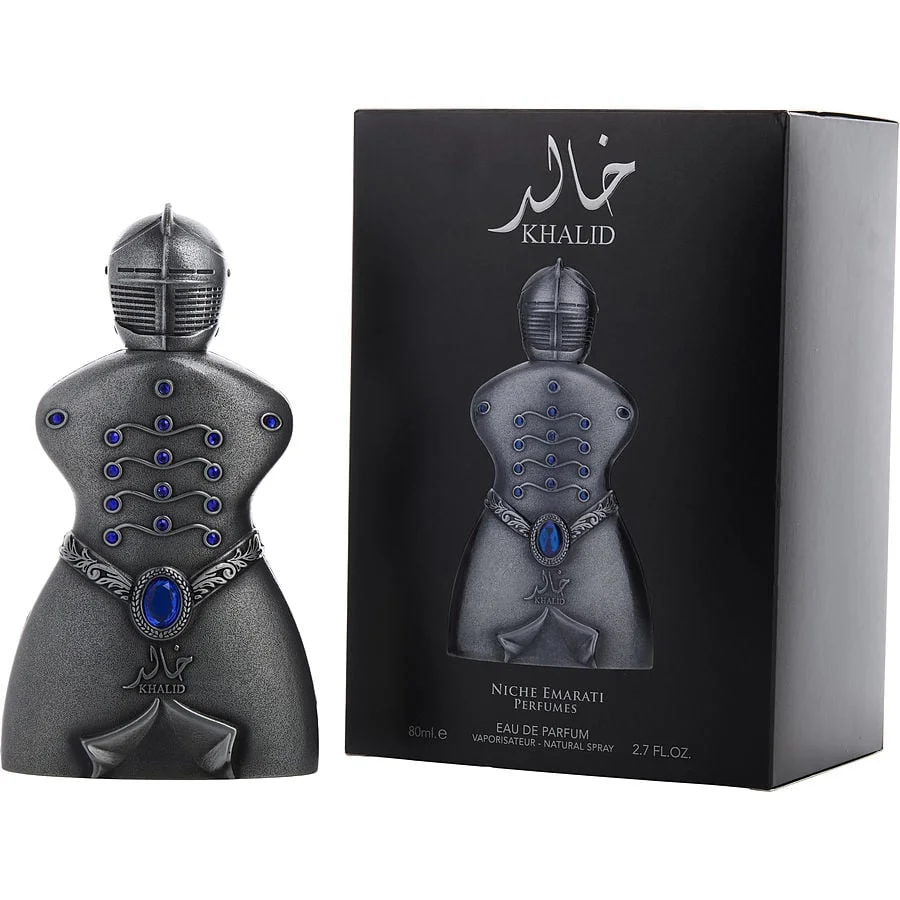 خالد
KHALID
خالد
KHALID
خالد
KHALID
NICHE EMARATI
PERFUMES
80ml.e
EAU DE PARFUM
VAPORISATEUR - NATURAL SPRAY
2.7 FL.OZ.